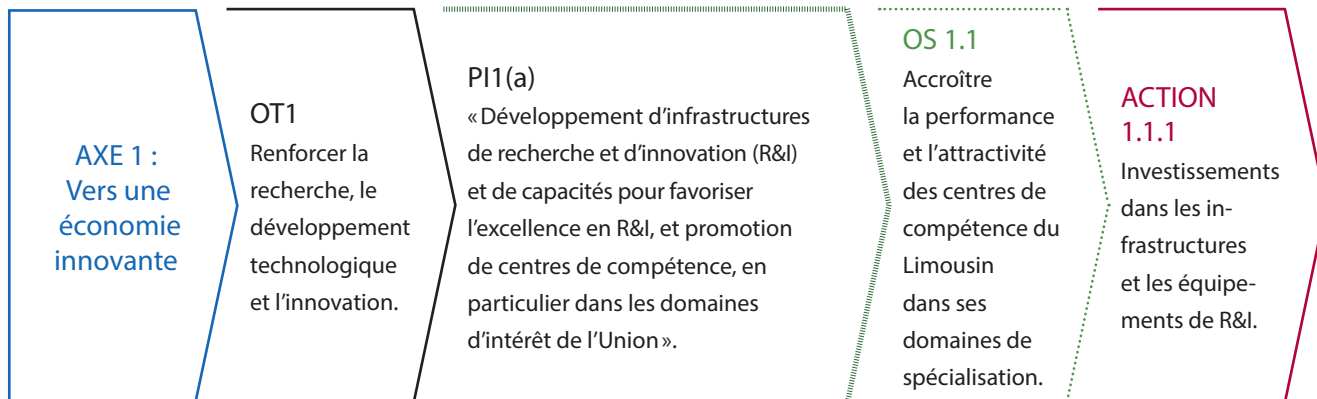 AXE 1 :
Vers une
économie
innovante
OT1
Renforcer la
recherche, le
développement
technologique
et l’innovation.
PI1(a)
« Développement d’infrastructures
de recherche et d’innovation (R&I)
et de capacités pour favoriser
l’excellence en R&I, et promotion
de centres de compétence, en
particulier dans les domaines
d’intérêt de l’Union ».
OS 1.1
Accroître
la performance
et l’attractivité
des centres de
compétence du
Limousin
dans ses
domaines de
spécialisation.
ACTION
1.1.1
Investissements
dans les in-
frastructures
et les équipe-
ments de R&I.